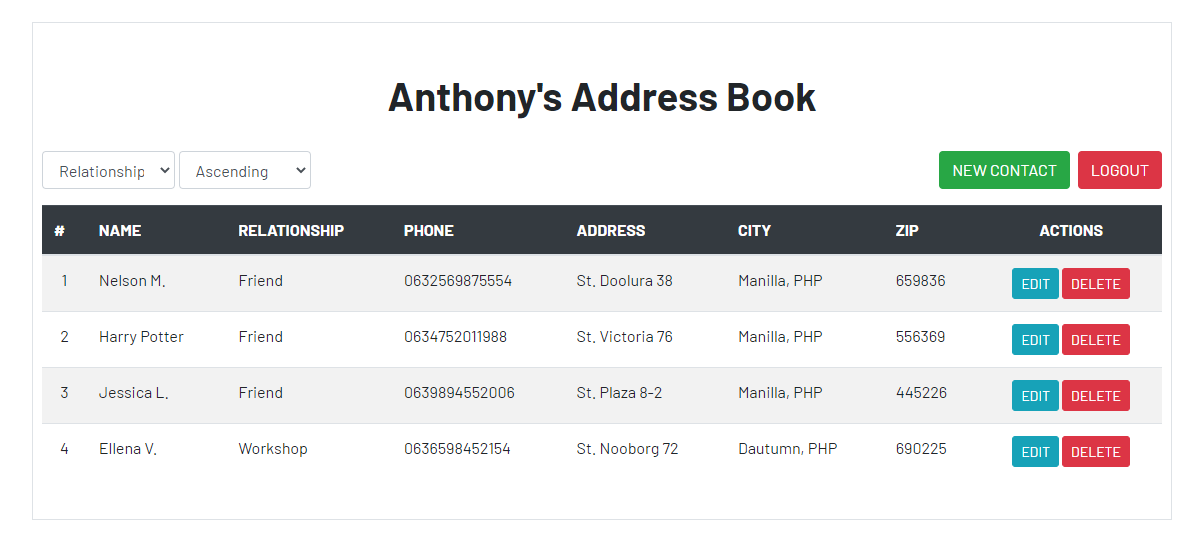 Anthony's Address Book
Relationship Ascending NEW CONTACT LOGOUT
# NAME RELATIONSHIP PHONE ADDRESS CITY ZIP ACTIONS
1 Nelson M. Friend 0632569875554 St. Doolura 38 Manilla, PHP 659836 EDIT DELETE
2 Harry Potter Friend 0634752011988 St. Victoria 76 Manilla, PHP 556369 EDIT DELETE
3 Jessica L. Friend 0639894552006 St. Plaza 8-2 Manilla, PHP 445226 EDIT DELETE
4 Ellena V. Workshop 0636598452154 St. Nooborg 72 Dautumn, PHP 690225 EDIT DELETE